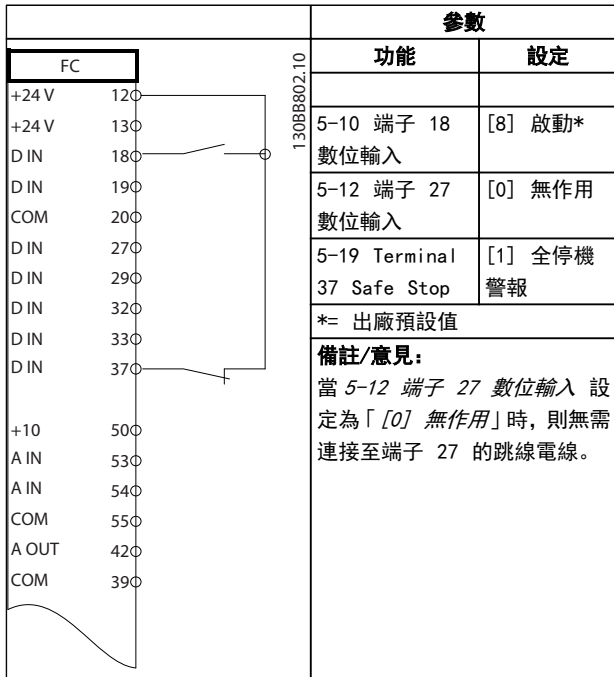 參數
功能 設定
FC
130BB802.10
+24 V 12
+24 V 13
D IN 18
D IN 19
COM 20
D IN 27
D IN 29
D IN 32
D IN 33
D IN 37
+10 50
A IN 53
A IN 54
COM 55
A OUT 42
COM 39
5-10 端子 18 [8] 啟動*
數位輸入
5-12 端子 27 [0] 無作用
數位輸入
5-19 Terminal [1] 全停機
37 Safe Stop 警報
*= 出廠預設值
備註/意見:
當 5-12 端子 27 數位輸入 設
定為「[0] 無作用」時, 則無需
連接至端子 27 的跳線電線。